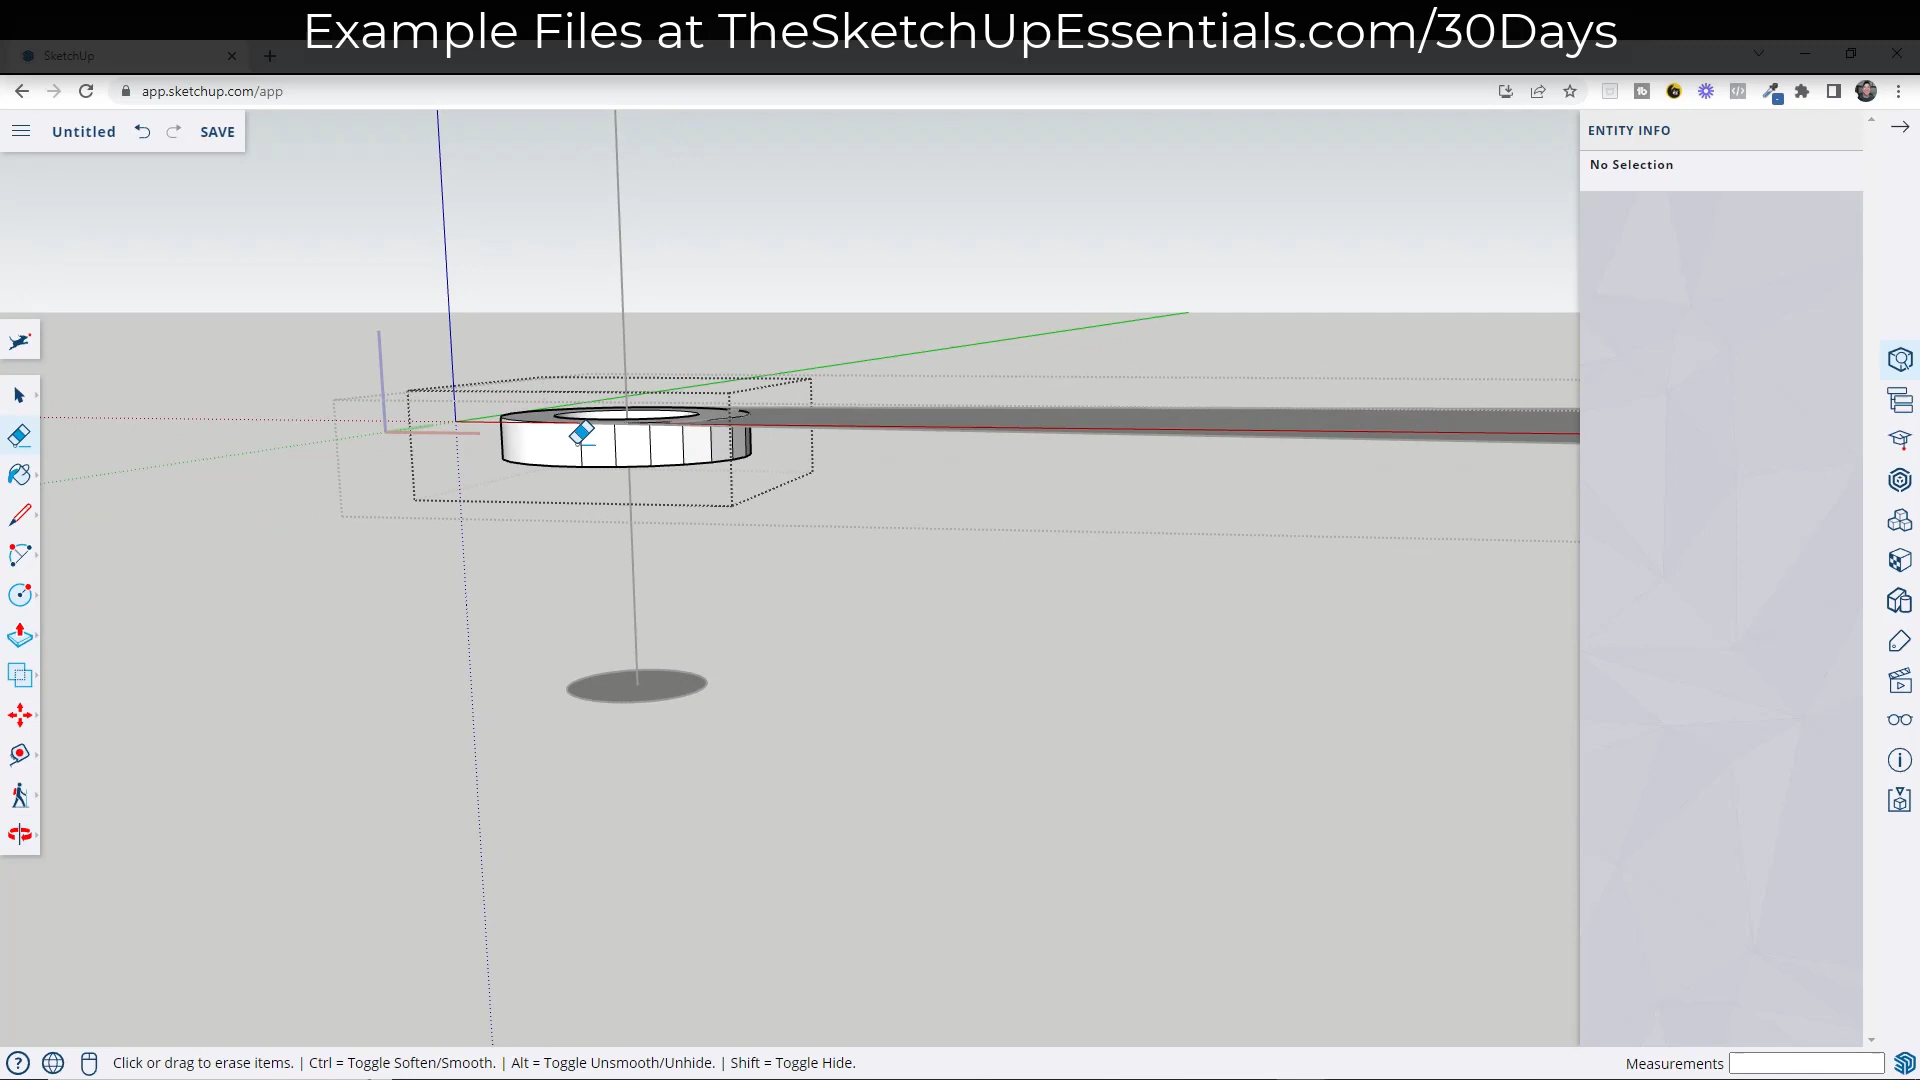 Example Files at TheSketchUpEssentials.com/30Days
SketchUp
app.sketchup.com/app
Untitled
SAVE
ENTITY INFO
No Selection
Click or drag to erase items. | Ctrl = Toggle Soften/Smooth. | Alt = Toggle Unsmooth/Unhide. | Shift = Toggle Hide.
Measurements